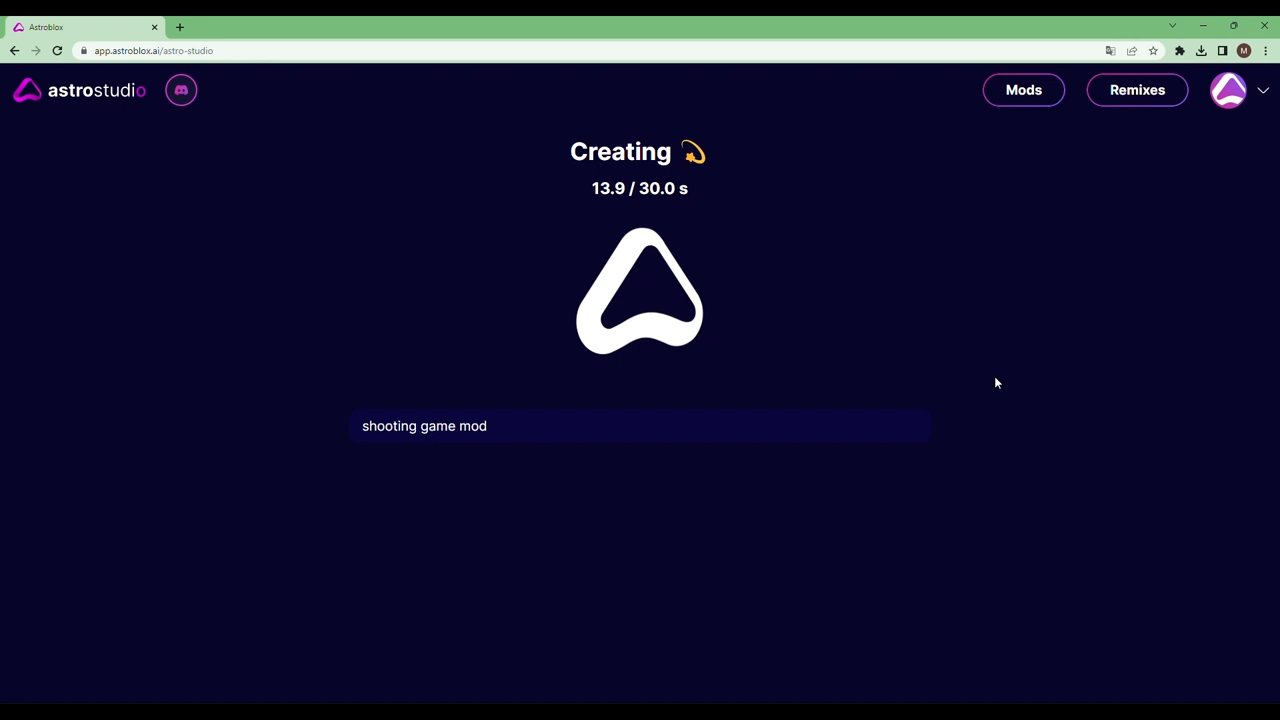 Astroblox
app.astroblox.ai/astro-studio
M
astrostudio
Mods
Remixes
Creating 💫
13.9 / 30.0 s
shooting game mod